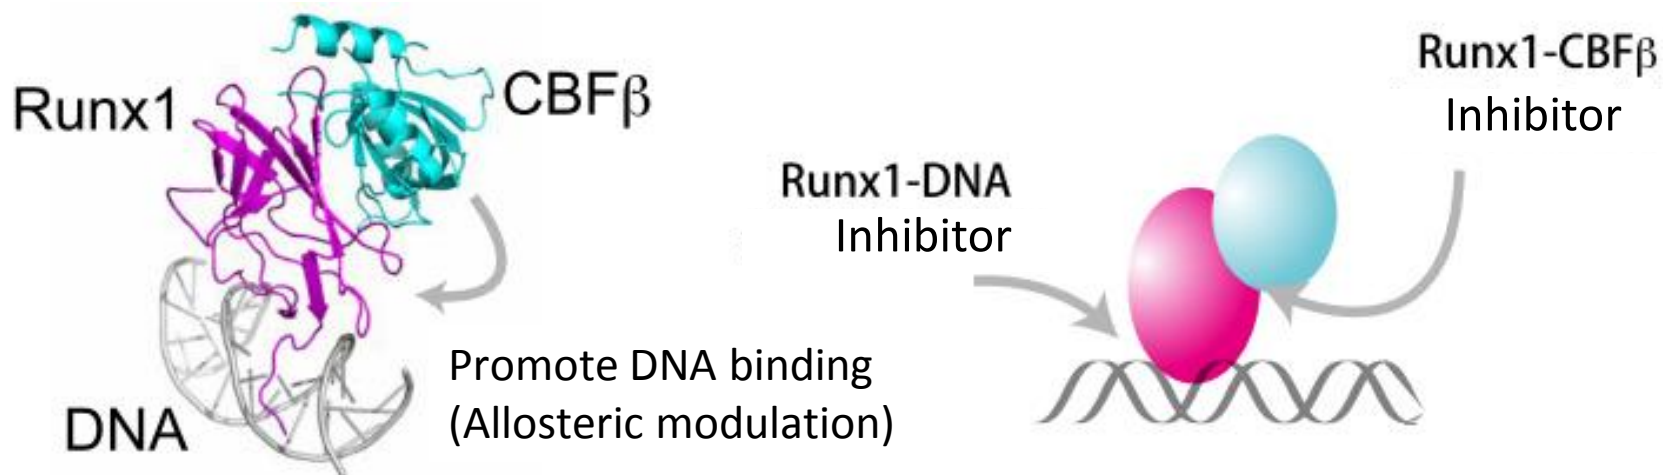 Runx1
CBFβ
DNA
Promote DNA binding
(Allosteric modulation)
Runx1-DNA
Inhibitor
Runx1-CBFβ
Inhibitor